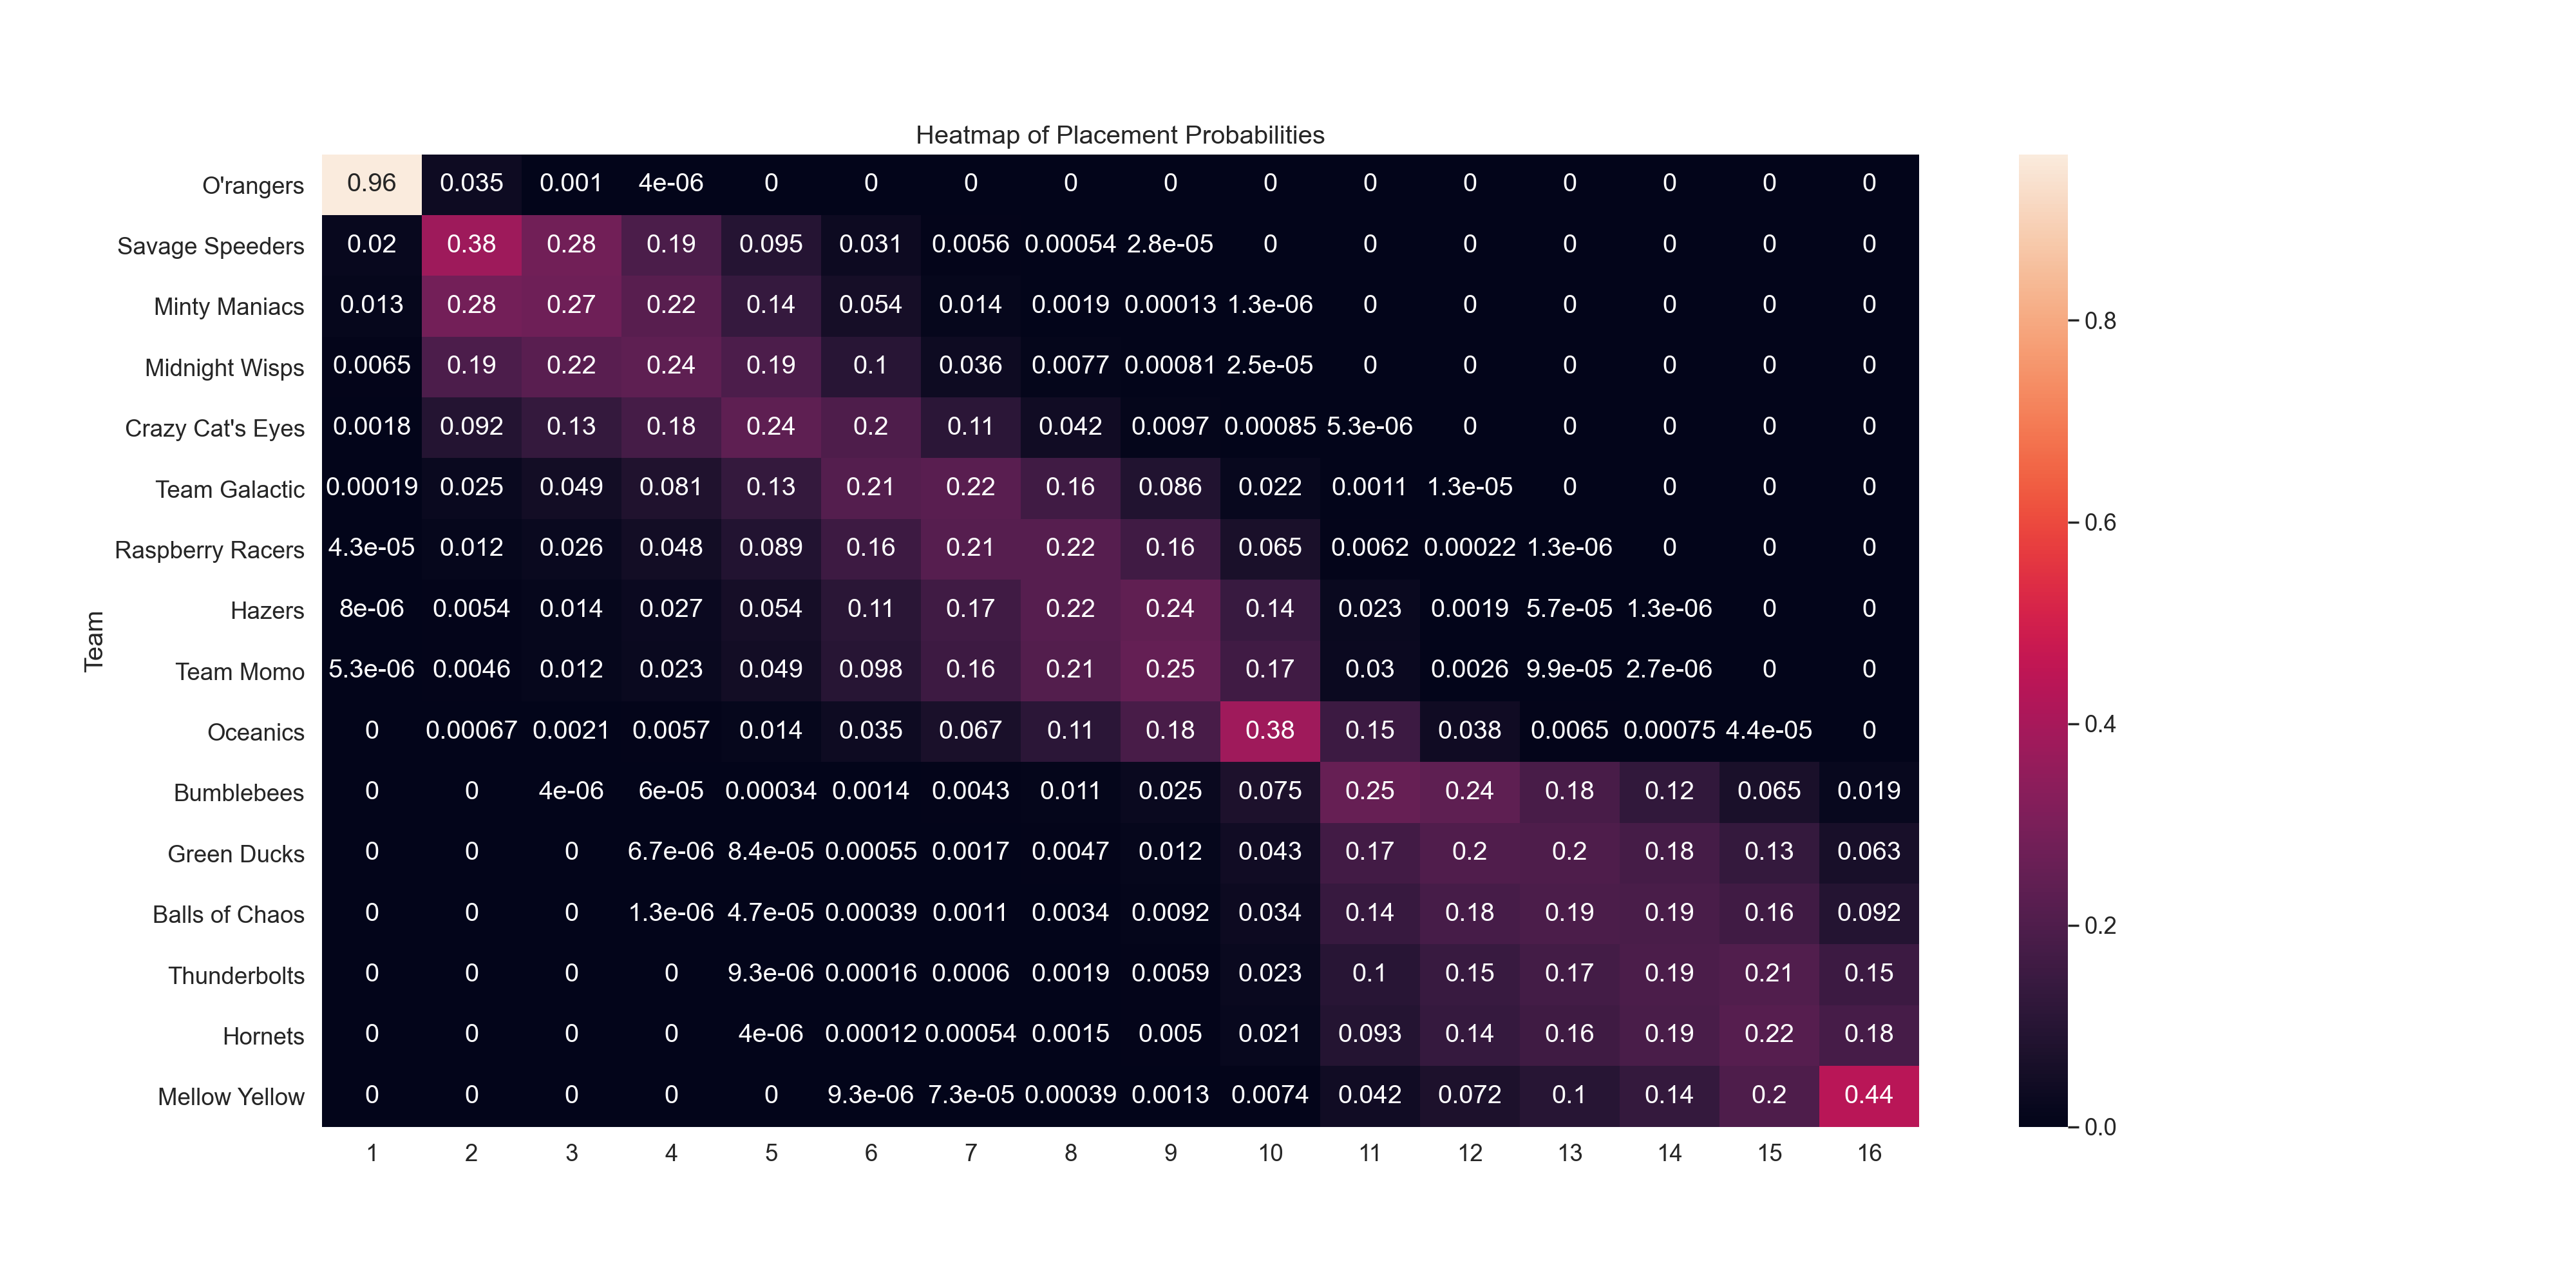 Heatmap of Placement Probabilities
Team
O'rangers 0.96 0.035 0.001 4e-06 0 0 0 0 0 0 0 0 0 0 0 0
Savage Speeders 0.02 0.38 0.28 0.19 0.095 0.031 0.0056 0.00054 2.8e-05 0 0 0 0 0 0 0
Minty Maniacs 0.013 0.28 0.27 0.22 0.14 0.054 0.014 0.0019 0.00013 1.3e-06 0 0 0 0 0 0
Midnight Wisps 0.0065 0.19 0.22 0.24 0.19 0.1 0.036 0.0077 0.00081 2.5e-05 0 0 0 0 0 0
Crazy Cat's Eyes 0.0018 0.092 0.13 0.18 0.24 0.2 0.11 0.042 0.0097 0.00085 5.3e-06 0 0 0 0 0
Team Galactic 0.00019 0.025 0.049 0.081 0.13 0.21 0.22 0.16 0.086 0.022 0.0011 1.3e-05 0 0 0 0
Raspberry Racers 4.3e-05 0.012 0.026 0.048 0.089 0.16 0.21 0.22 0.16 0.065 0.0062 0.00022 1.3e-06 0 0 0
Hazers 8e-06 0.0054 0.014 0.027 0.054 0.11 0.17 0.22 0.24 0.14 0.023 0.0019 5.7e-05 1.3e-06 0 0
Team Momo 5.3e-06 0.0046 0.012 0.023 0.049 0.098 0.16 0.21 0.25 0.17 0.03 0.0026 9.9e-05 2.7e-06 0 0
Oceanics 0 0.00067 0.0021 0.0057 0.014 0.035 0.067 0.11 0.18 0.38 0.15 0.038 0.0065 0.00075 4.4e-05 0
Bumblebees 0 0 4e-06 6e-05 0.00034 0.0014 0.0043 0.011 0.025 0.075 0.25 0.24 0.18 0.12 0.065 0.019
Green Ducks 0 0 0 6.7e-06 8.4e-05 0.00055 0.0017 0.0047 0.012 0.043 0.17 0.2 0.2 0.18 0.13 0.063
Balls of Chaos 0 0 0 1.3e-06 4.7e-05 0.00039 0.0011 0.0034 0.0092 0.034 0.14 0.18 0.19 0.19 0.16 0.092
Thunderbolts 0 0 0 0 9.3e-06 0.00016 0.0006 0.0019 0.0059 0.023 0.1 0.15 0.17 0.19 0.21 0.15
Hornets 0 0 0 0 4e-06 0.00012 0.00054 0.0015 0.005 0.021 0.093 0.14 0.16 0.19 0.22 0.18
Mellow Yellow 0 0 0 0 0 9.3e-06 7.3e-05 0.00039 0.0013 0.0074 0.042 0.072 0.1 0.14 0.2 0.44
1 2 3 4 5 6 7 8 9 10 11 12 13 14 15 16
0.8
0.6
0.4
0.2
0.0